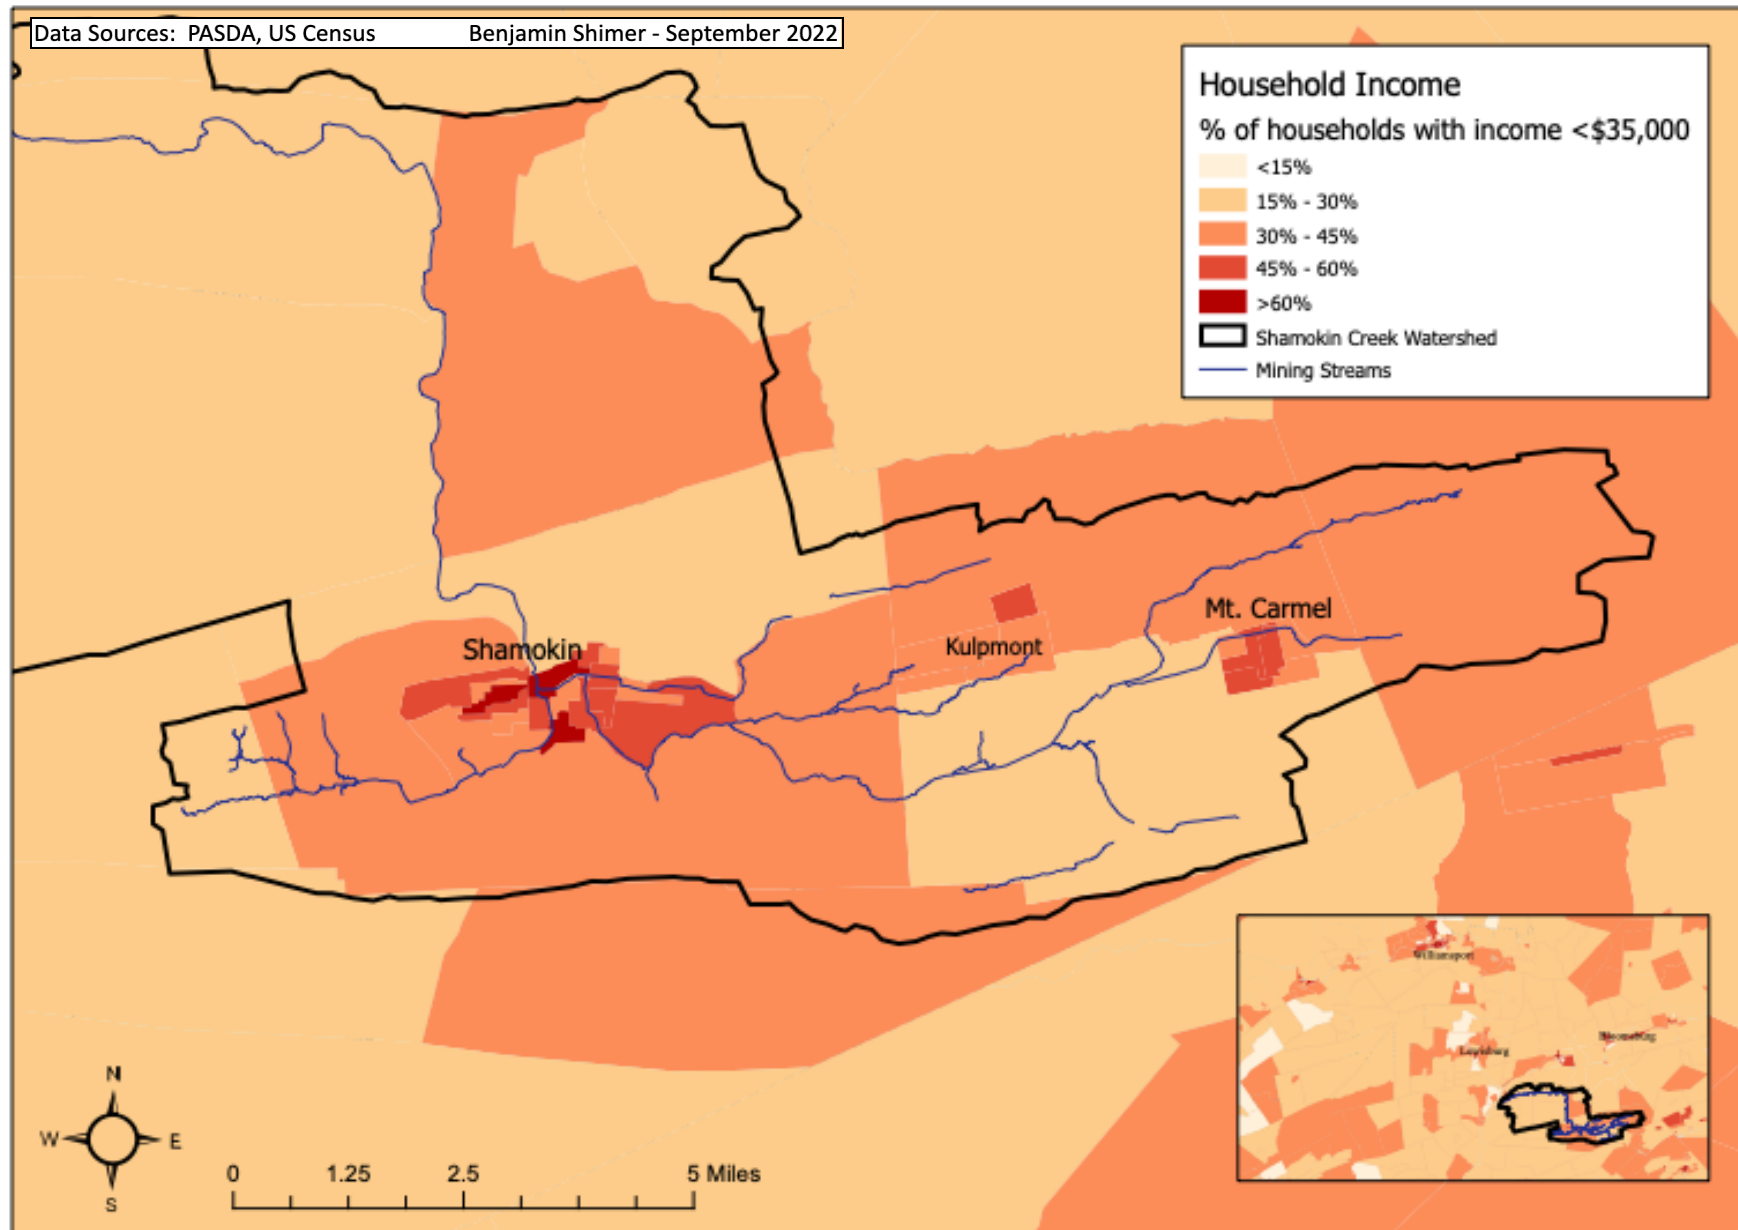 Data Sources: PASDA, US Census Benjamin Shimer - September 2022
Household Income
% of households with income <$35,000
<15%
15% - 30%
30% - 45%
45% - 60%
>60%
Shamokin Creek Watershed
Mining Streams
Shamokin
Kulpmont
Mt. Carmel
Williamsport
Bloomsburg
Lewisburg
N
W
E
S
0 1.25 2.5 5 Miles